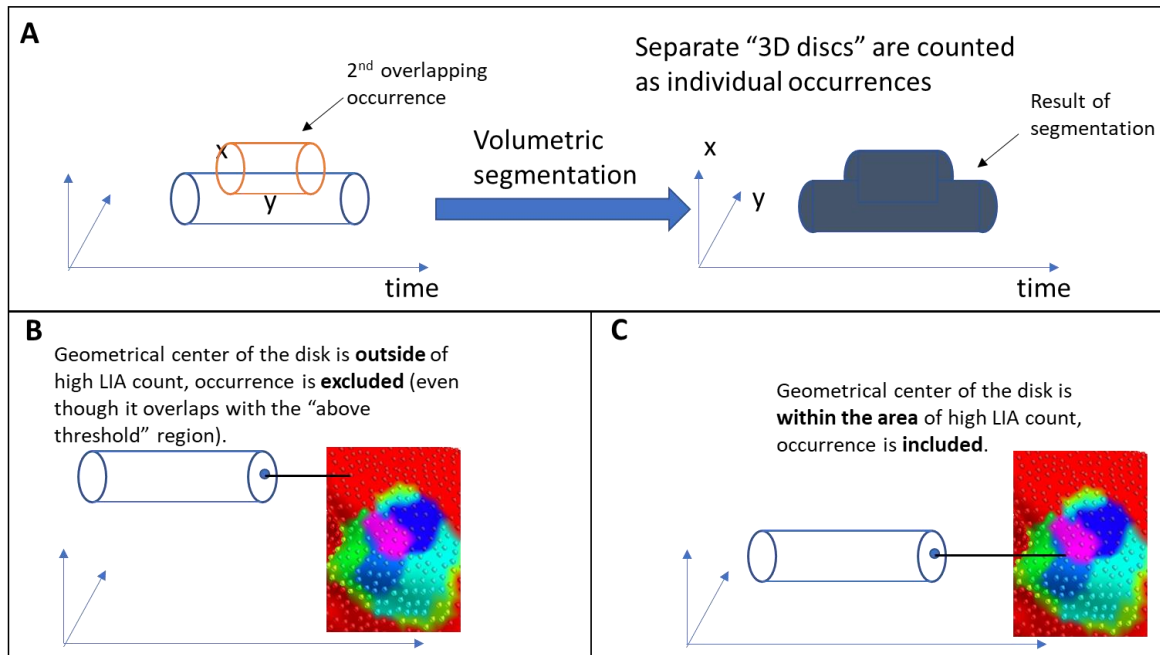 A
2nd overlapping
occurrence
x
y
time
Volumetric
segmentation
Separate “3D discs” are counted
as individual occurrences
Result of
segmentation
x
y
time
B
Geometrical center of the disk is outside of
high LIA count, occurrence is excluded (even
though it overlaps with the “above
threshold” region).
C
Geometrical center of the disk is
within the area of high LIA count,
occurrence is included.